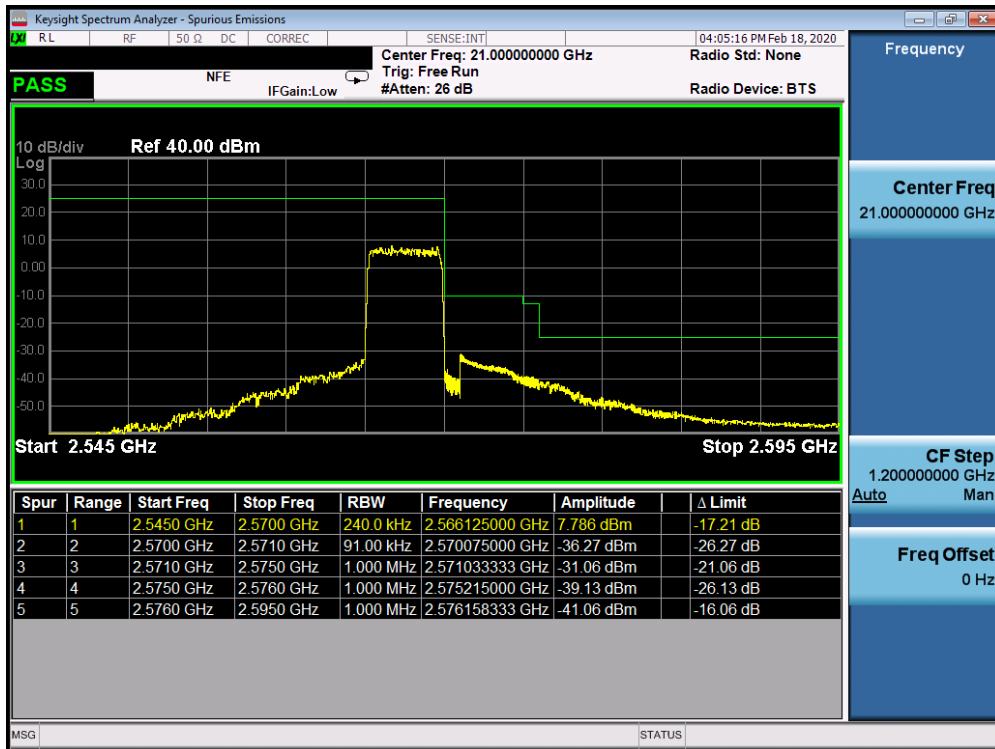 Keysight Spectrum Analyzer - Spurious Emissions
LXI RL RF 50 Ω DC CORREC SENSE:INT 04:05:16 PM Feb 18, 2020
Center Freq: 21.000000000 GHz Radio Std: None
PASS NFE Trig: Free Run
IFGain:Low #Atten: 26 dB Radio Device: BTS
10 dB/div Ref 40.00 dBm
Log
30.0
20.0
10.0
0.00
-10.0
-20.0
-30.0
-40.0
-50.0
Start 2.545 GHz Stop 2.595 GHz
Spur Range Start Freq Stop Freq RBW Frequency Amplitude Δ Limit
1 1 2.5450 GHz 2.5700 GHz 240.0 kHz 2.566125000 GHz 7.786 dBm -17.21 dB
2 2 2.5700 GHz 2.5710 GHz 91.00 kHz 2.570075000 GHz -36.27 dBm -26.27 dB
3 3 2.5710 GHz 2.5750 GHz 1.000 MHz 2.571033333 GHz -31.06 dBm -21.06 dB
4 4 2.5750 GHz 2.5760 GHz 1.000 MHz 2.575215000 GHz -39.13 dBm -26.13 dB
5 5 2.5760 GHz 2.5950 GHz 1.000 MHz 2.576158333 GHz -41.06 dBm -16.06 dB
MSG STATUS
Frequency
Center Freq
21.000000000 GHz
CF Step
1.200000000 GHz
Auto Man
Freq Offset
0 Hz